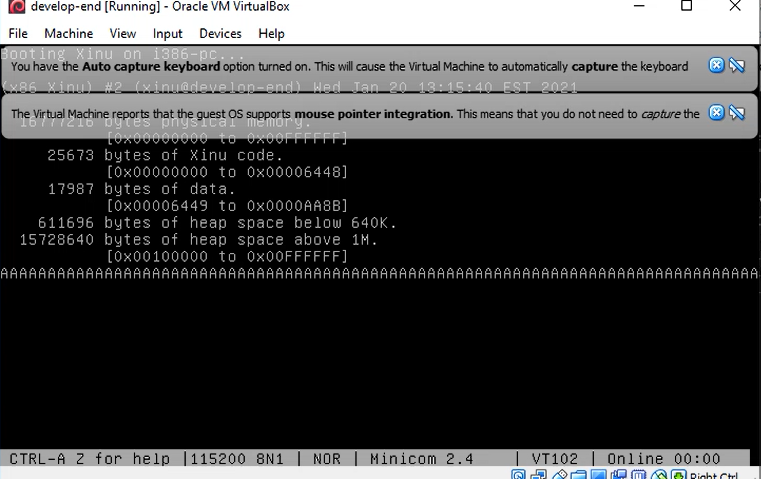 develop-end [Running] - Oracle VM VirtualBox
File Machine View Input Devices Help
Booting Xinu on i386-pc...
You have the Auto capture keyboard option turned on. This will cause the Virtual Machine to automatically capture the keyboard
(x86 Xinu) #2 (xinu@develop-end) Wed Jan 20 13:15:40 EST 2021
The Virtual Machine reports that the guest OS supports mouse pointer integration. This means that you do not need to capture the
16777216 bytes physical memory.
[0x00000000 to 0x00FFFFFF]
25673 bytes of Xinu code.
[0x00000000 to 0x00006448]
17987 bytes of data.
[0x00006449 to 0x0000AA8B]
611696 bytes of heap space below 640K.
15728640 bytes of heap space above 1M.
[0x00100000 to 0x00FFFFFF]
AAAAAAAAAAAAAAAAAAAAAAAAAAAAAAAAAAAAAAAAAAAAAAAAAAAAAAAAAAAAAAAAAAAAAAAAAAAAAAAA
CTRL-A Z for help |115200 8N1 | NOR | Minicom 2.4 | VT102 | Online 00:00
Right Ctrl